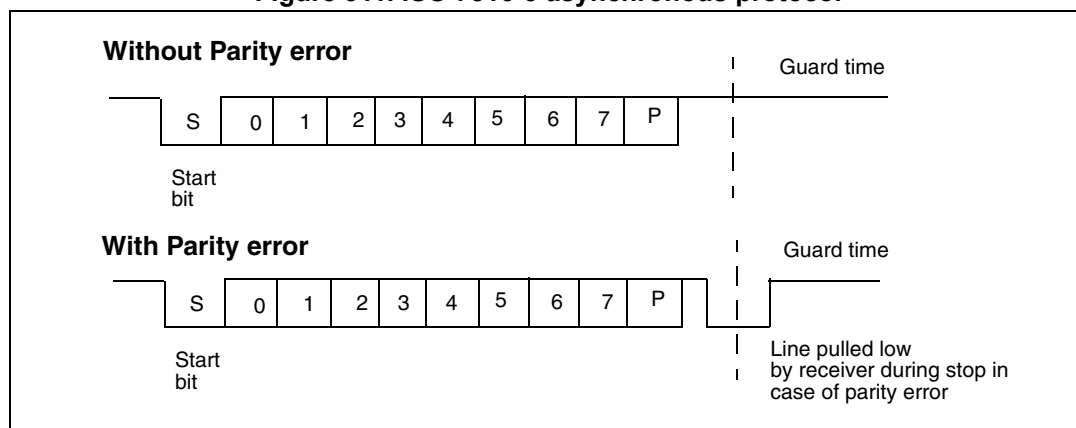 Without Parity error
Guard time
S 0 1 2 3 4 5 6 7 P
Start
bit
With Parity error
Guard time
S 0 1 2 3 4 5 6 7 P
Start
bit
Line pulled low
by receiver during stop in
case of parity error